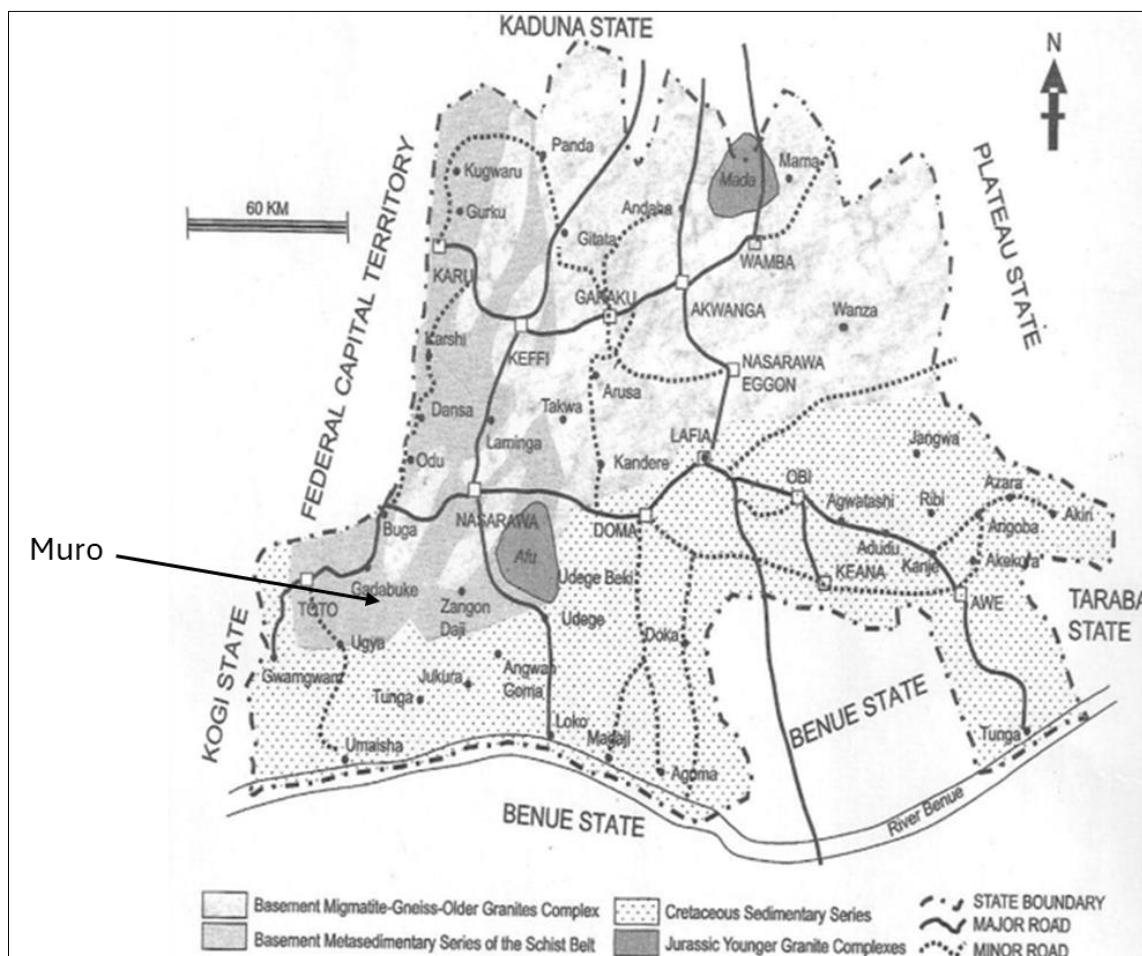 KADUNA STATE
N
Panda
Kugwaru
Mama
Mada
PLATEAU STATE
60 KM
Gurku
Andaha
Gitata
FEDERAL CAPITAL TERRITORY
KARU
WAMBA
GARAKU
AKWANGA
Wanza
KEFFI
Karshi
NASARAWA
EGGON
Arusa
Dansa
Takwa
Laminga
LAFIA
Jangwa
Odu
Kandere
OBI
Azara
Agwatashi
Ribi
Akiri
NASARAWA
DOMA
Arigoba
Buga
Adudu
Muro
Afu
Udege Beki
Kanje
Akekura
KEANA
Gadabuke
TOTO
Zangon
Daji
AWE
TARABA
STATE
Udege
Ugya
Doka
KOGI STATE
Gwamgwam
Angwan
Goma
Jukura
Tunga
BENUE STATE
Loko
Tunga
Umaisha
Madaji
Agoma
River Benue
BENUE STATE
Basement Migmatite-Gneiss-Older Granites Complex
Cretaceous Sedimentary Series
STATE BOUNDARY
MAJOR ROAD
Basement Metasedimentary Series of the Schist Belt
Jurassic Younger Granite Complexes
MINOR ROAD